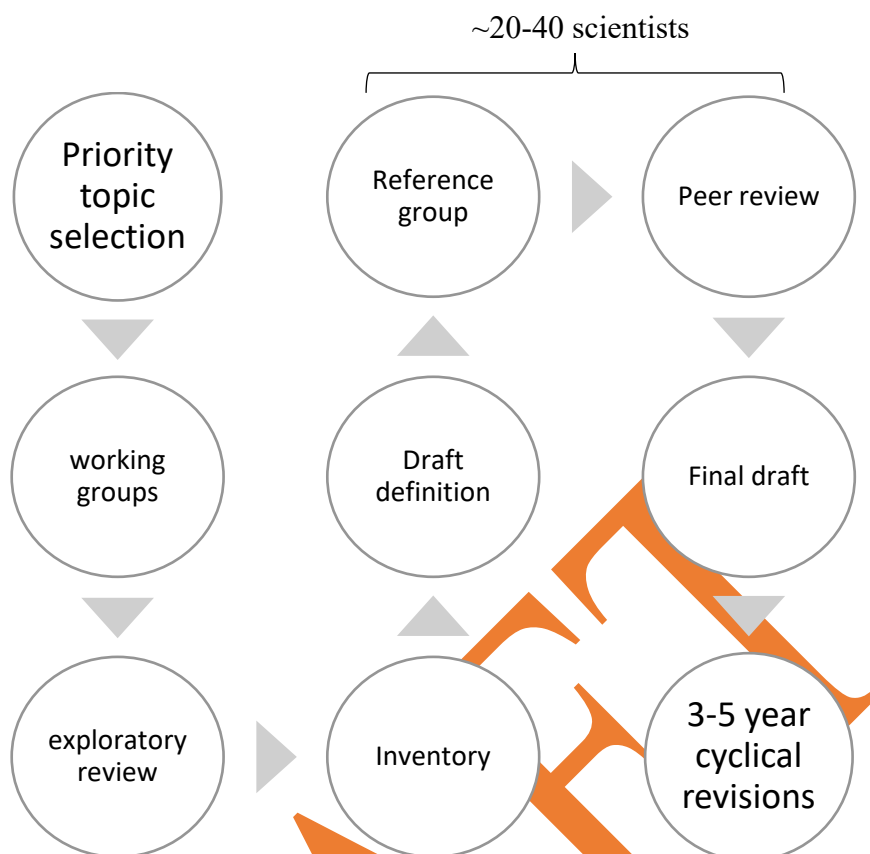 ~20-40 scientists
Priority
topic
selection
working
groups
exploratory
review
Inventory
Draft
definition
Reference
group
Peer review
Final draft
3-5 year
cyclical
revisions